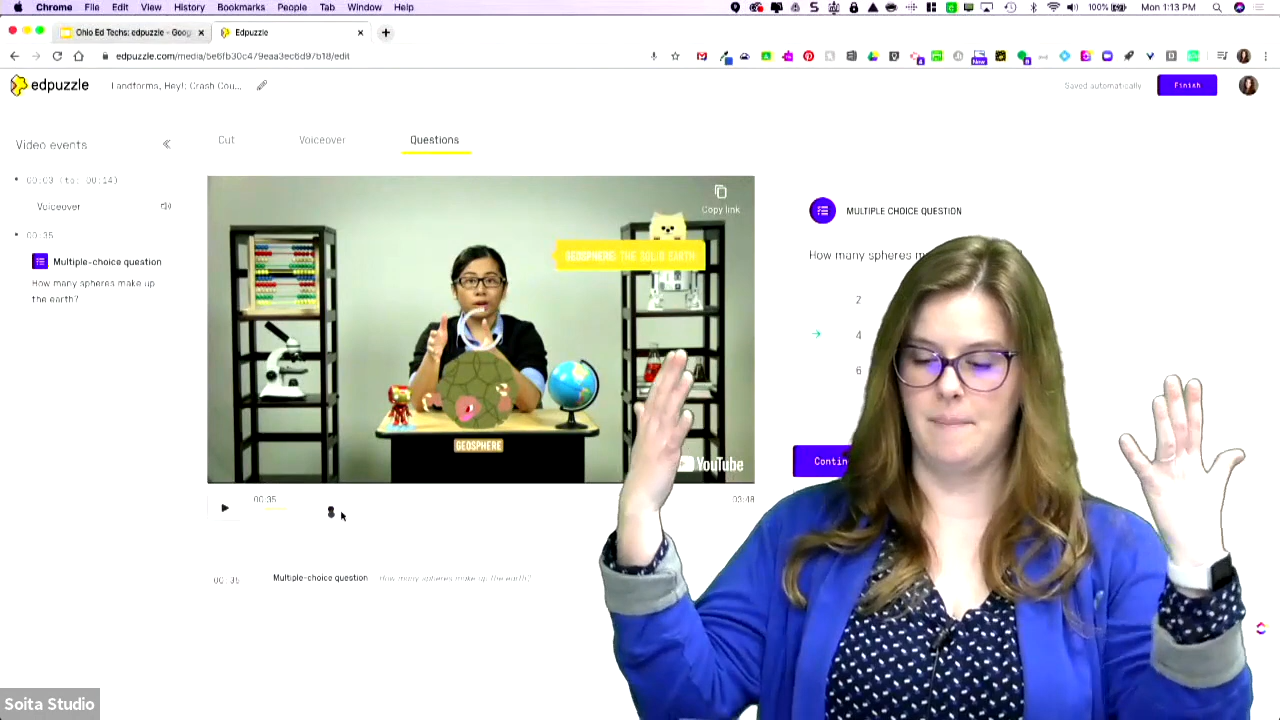 Chrome File Edit View History Bookmarks People Tab Window Help
100% Mon 1:13 PM
Ohio Ed Techs: edpuzzle - Goog
Edpuzzle
edpuzzle.com/media/5e6fb30c479eaa3ec6d97b18/edit
edpuzzle
Landforms, Hey!: Crash Cou...
Saved automatically
Finish
Video events
Cut
Voiceover
Questions
00:03 (to: 00:14)
Voiceover
00:35
Multiple-choice question
How many spheres make up
the earth?
Copy link
GEOSPHERE: THE SOLID EARTH
GEOSPHERE
YouTube
MULTIPLE CHOICE QUESTION
How many spheres m
2
4
6
Contin
00:35
03:48
00:35
Multiple-choice question
How many spheres make up the earth?
Soita Studio